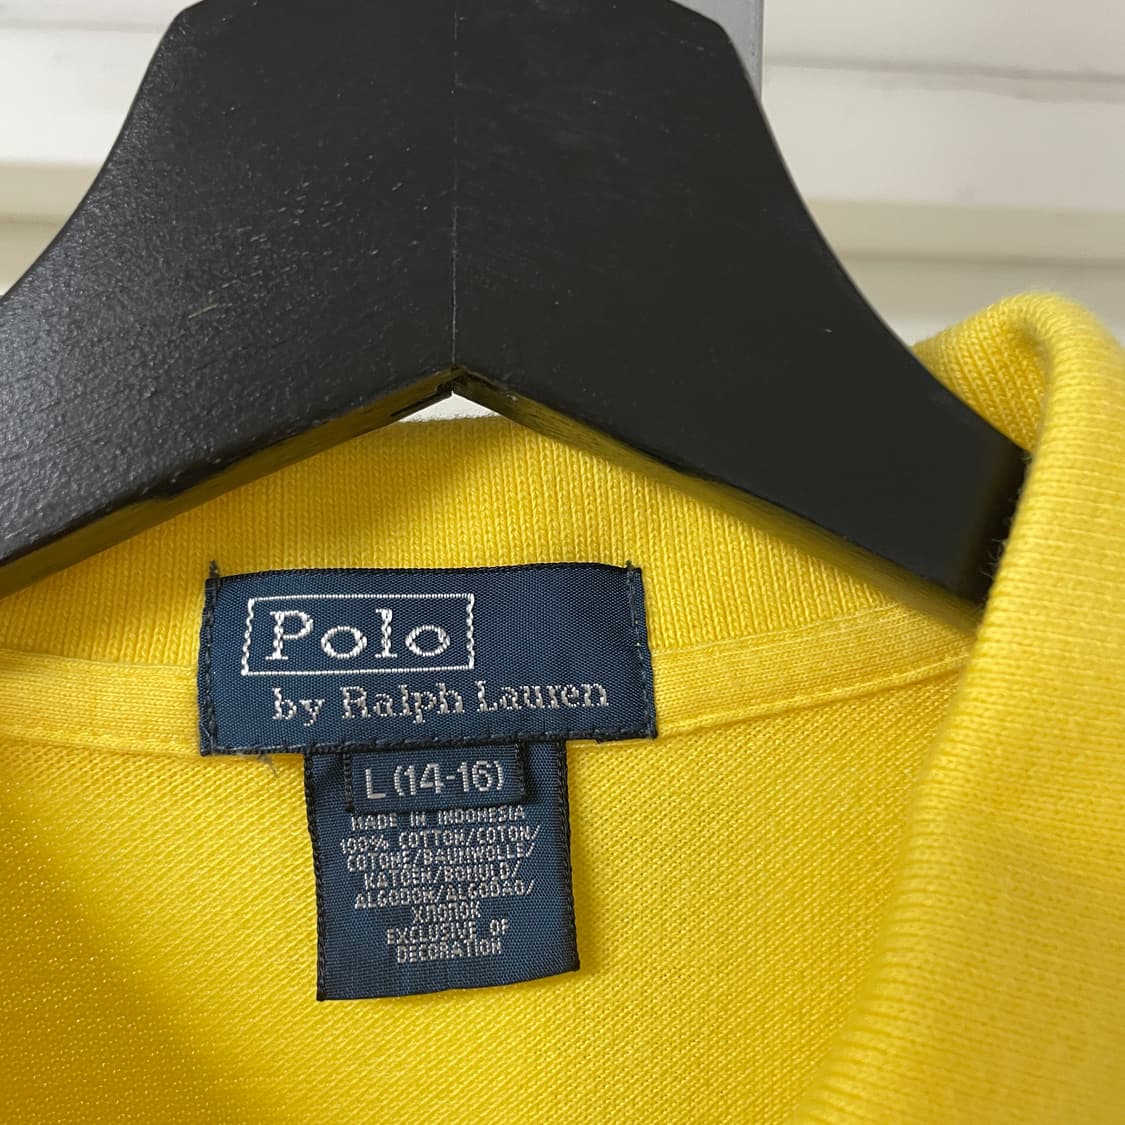 Polo
by Ralph Lauren
L (14-16)
MADE IN INDONESIA
100% COTTON/COTON/
COTONE/BAUMWOLLE/
KATOEN/BOMULD/
ALGODON/ALGODAO/
ХЛОПОК
EXCLUSIVE OF
DECORATION